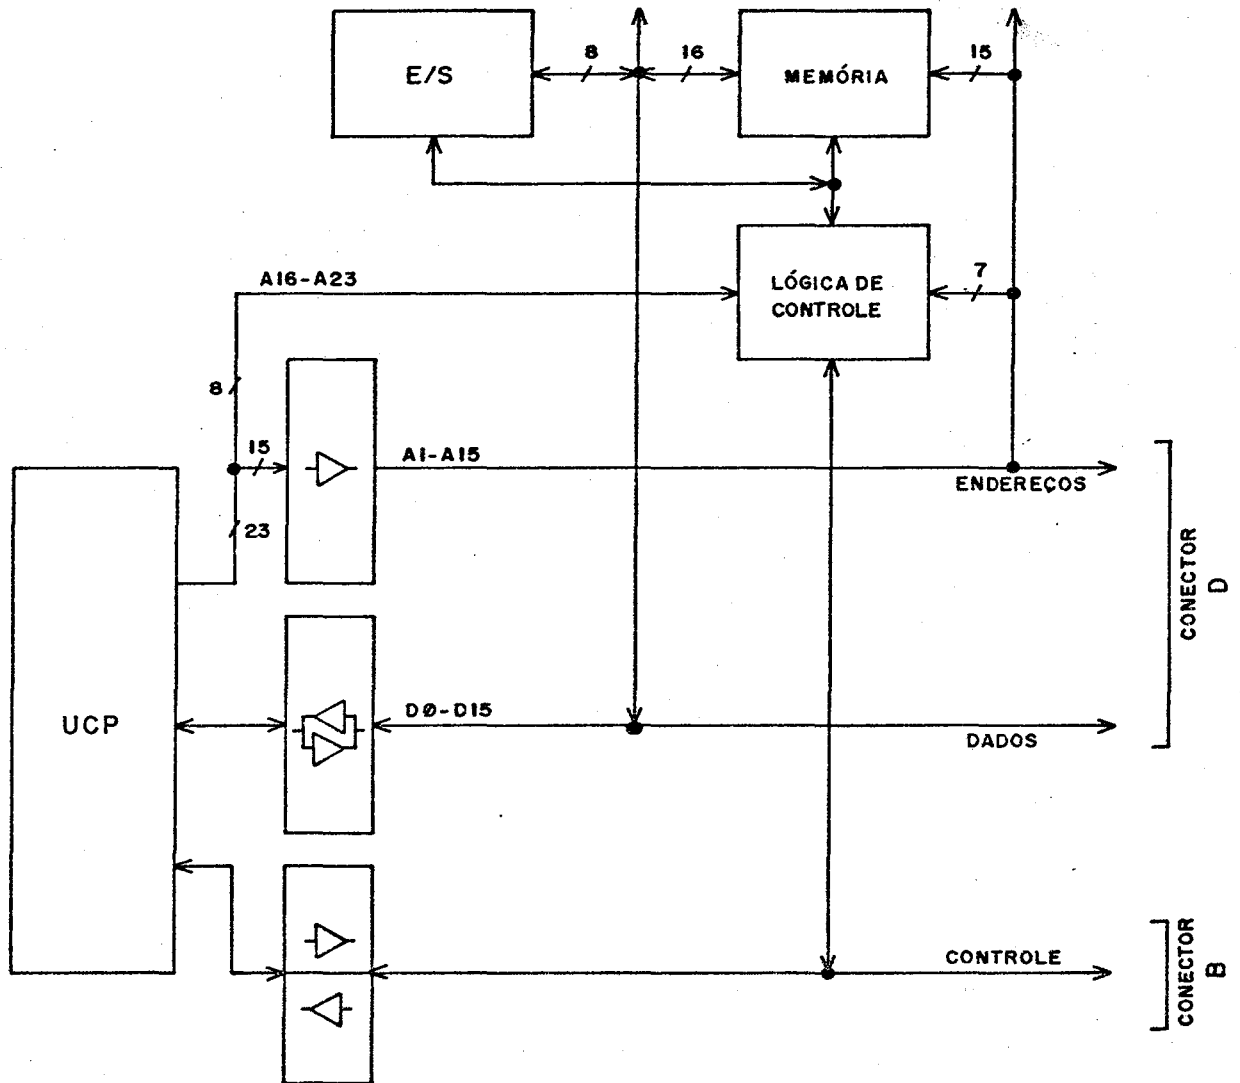 E/S
8
16
MEMÓRIA
15
A16-A23
LÓGICA DE
CONTROLE
7
8
15
A1-A15
ENDEREÇOS
23
CONECTOR
D
UCP
DØ-D15
DADOS
CONTROLE
CONECTOR
B